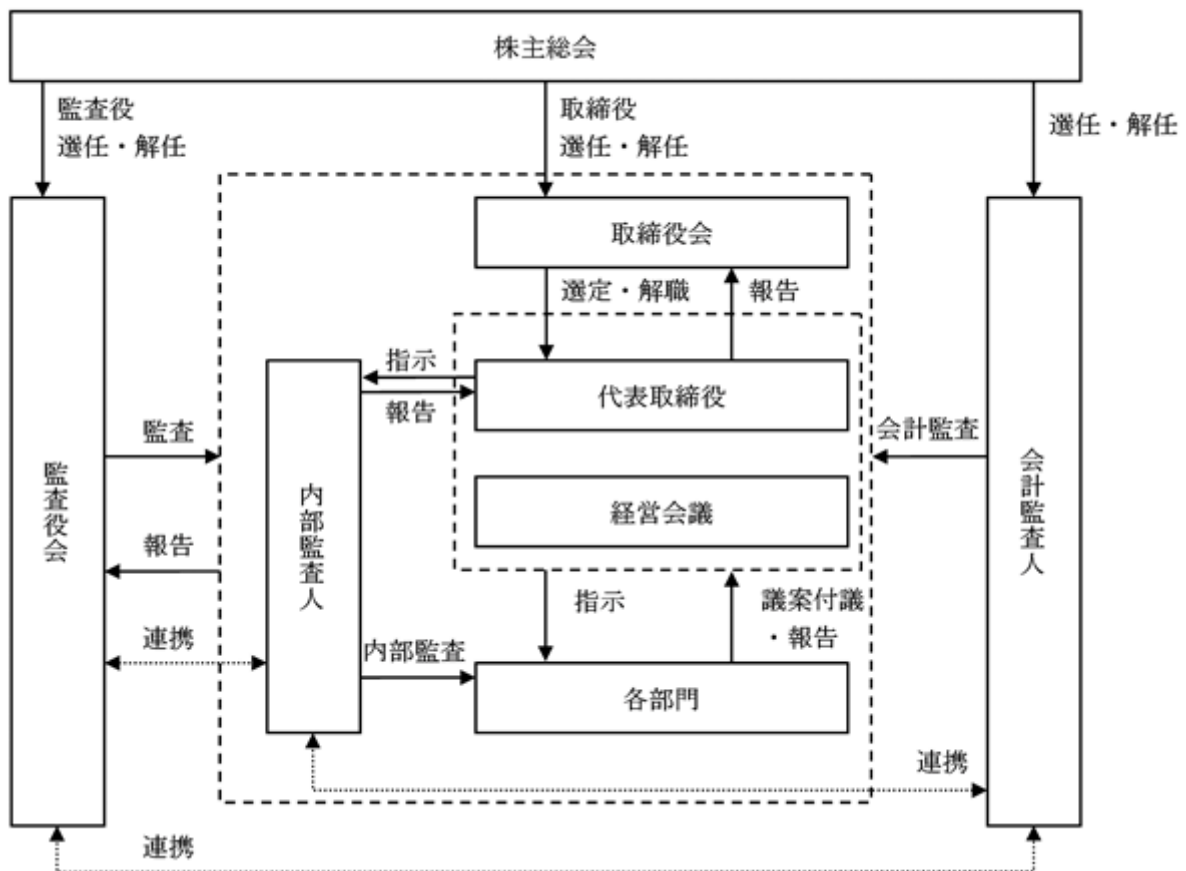 株主総会
監査役
選任・解任
取締役
選任・解任
選任・解任
取締役会
選定・解職
報告
指示
報告
代表取締役
監査
会計監査
監査役会
内部監査人
経営会議
会計監査人
報告
指示
議案付議
・報告
連携
内部監査
各部門
連携
連携